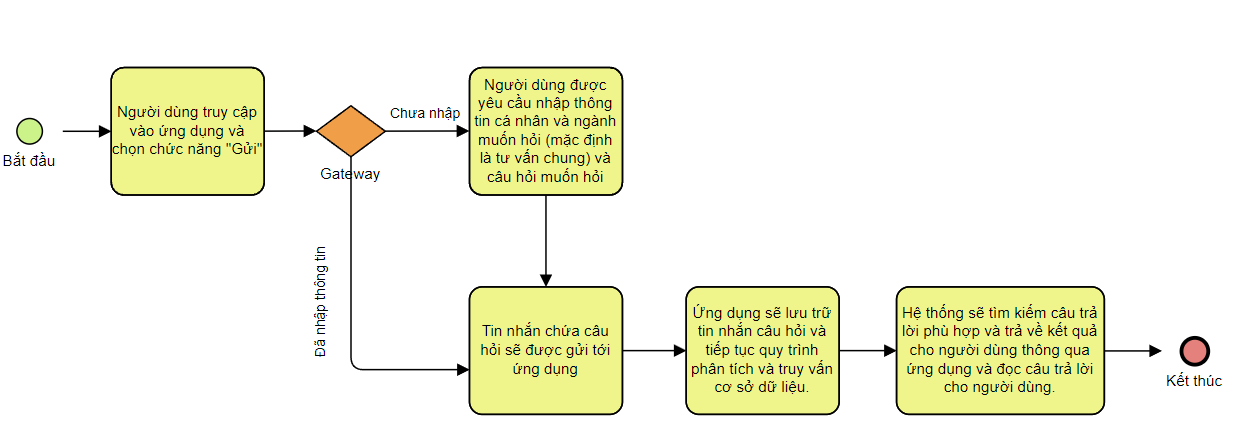 Bắt đầu
Người dùng truy cập
vào ứng dụng và
chọn chức năng "Gửi"
Gateway
Chưa nhập
Người dùng được
yêu cầu nhập thông
tin cá nhân và ngành
muốn hỏi (mặc định
là tư vấn chung) và
câu hỏi muốn hỏi
Đã nhập thông tin
Tin nhắn chứa câu
hỏi sẽ được gửi tới
ứng dụng
Ứng dụng sẽ lưu trữ
tin nhắn câu hỏi và
tiếp tục quy trình
phân tích và truy vấn
cơ sở dữ liệu.
Hệ thống sẽ tìm kiếm câu trả
lời phù hợp và trả về kết quả
cho người dùng thông qua
ứng dụng và đọc câu trả lời
cho người dùng.
Kết thúc